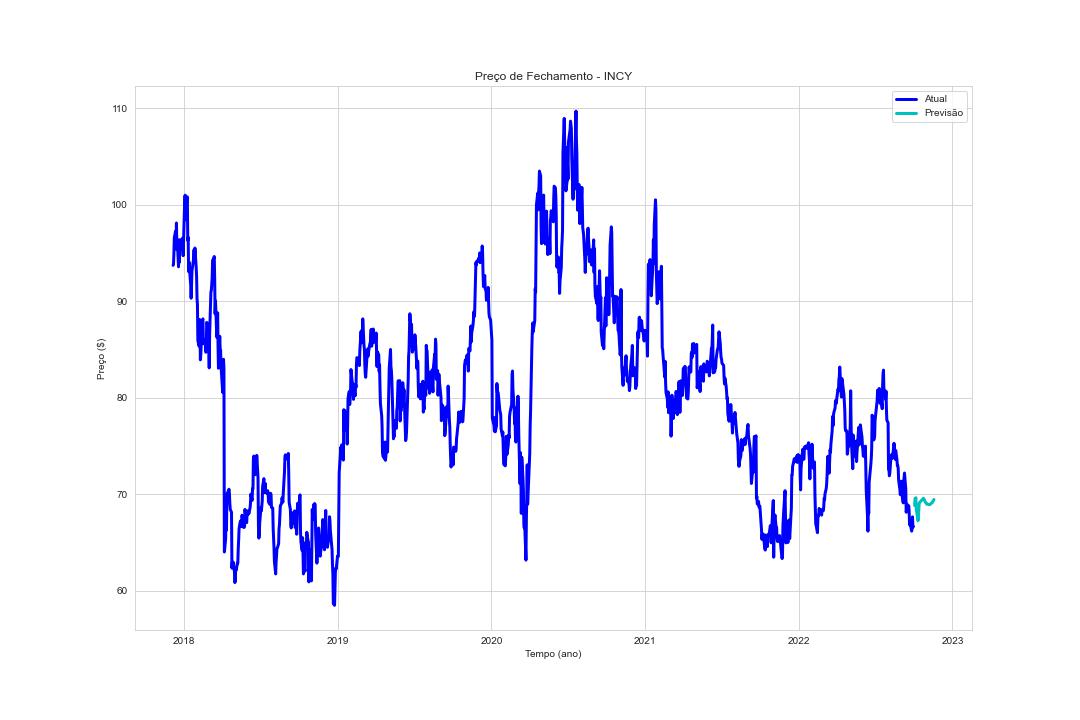 Preço de Fechamento - INCY
Atual
Previsão
110
100
90
80
70
60
Preço ($)
2018
2019
2020
2021
2022
2023
Tempo (ano)